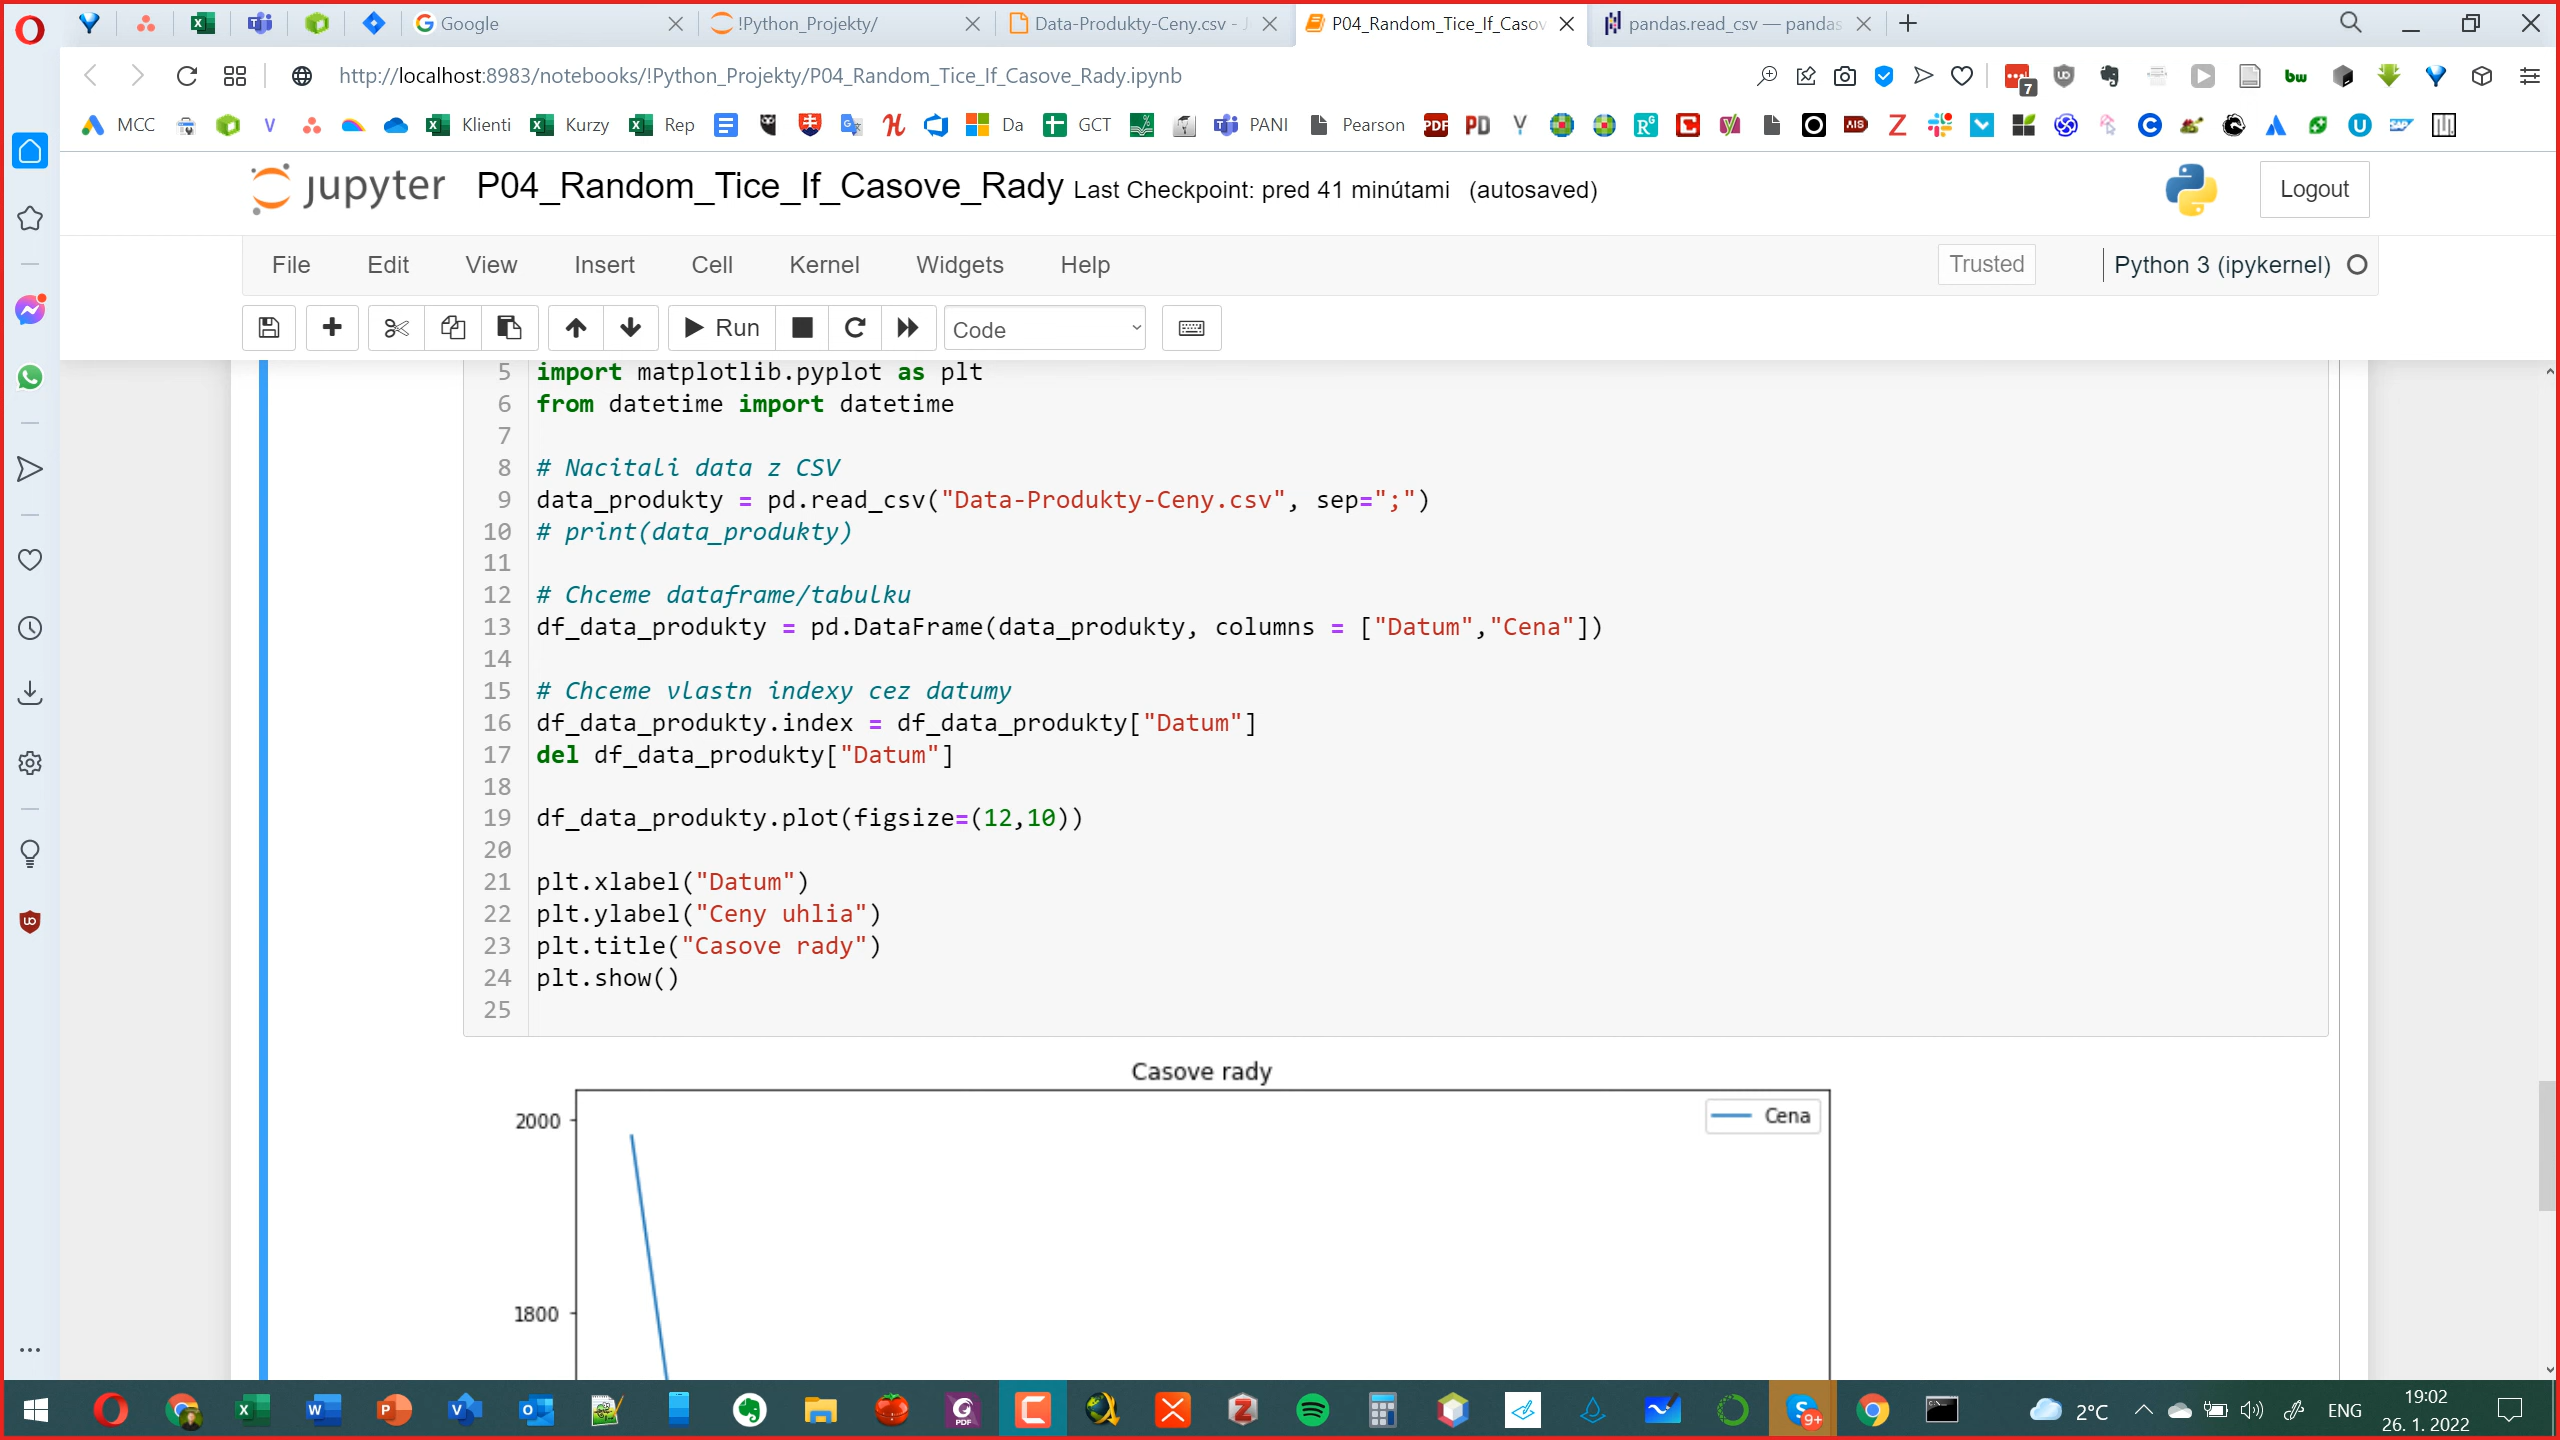 Google
!Python_Projekty/
Data-Produkty-Ceny.csv - J
P04_Random_Tice_If_Casov
pandas.read_csv — pandas
http://localhost:8983/notebooks/!Python_Projekty/P04_Random_Tice_If_Casove_Rady.ipynb
7
bw
MCC
V
Klienti
Kurzy
Rep
Da
GCT
PANI
Pearson
PDF
PD
Y
AIS
Z
jupyter P04_Random_Tice_If_Casove_Rady Last Checkpoint: pred 41 minútami (autosaved)
Logout
File Edit View Insert Cell Kernel Widgets Help
Trusted
Python 3 (ipykernel)
Run
Code
5 import matplotlib.pyplot as plt
6 from datetime import datetime
7
8 # Nacitali data z CSV
9 data_produkty = pd.read_csv("Data-Produkty-Ceny.csv", sep=";")
10 # print(data_produkty)
11
12 # Chceme dataframe/tabulku
13 df_data_produkty = pd.DataFrame(data_produkty, columns = ["Datum","Cena"])
14
15 # Chceme vlastn indexy cez datumy
16 df_data_produkty.index = df_data_produkty["Datum"]
17 del df_data_produkty["Datum"]
18
19 df_data_produkty.plot(figsize=(12,10))
20
21 plt.xlabel("Datum")
22 plt.ylabel("Ceny uhlia")
23 plt.title("Casove rady")
24 plt.show()
25
Casove rady
2000
Cena
1800
9+
2°C
ENG
19:02
26. 1. 2022